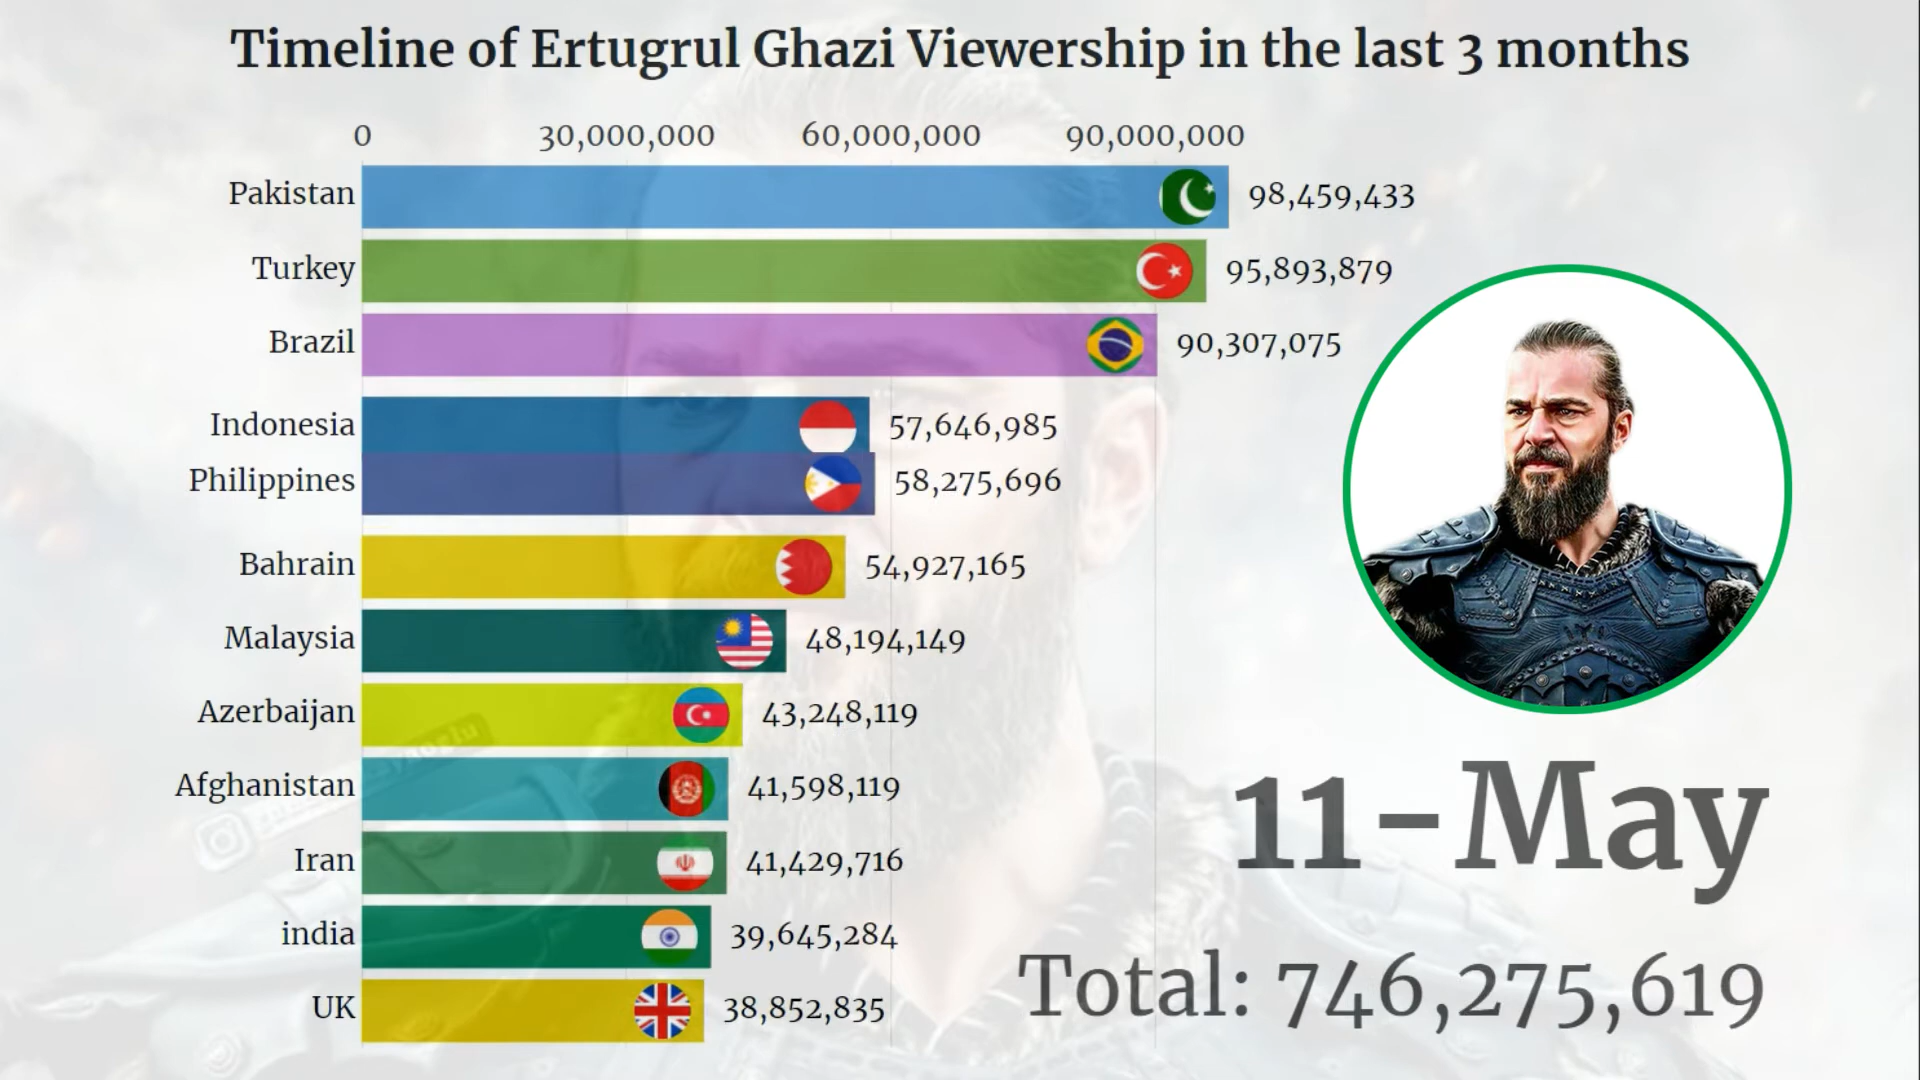 Timeline of Ertugrul Ghazi Viewership in the last 3 months
0 30,000,000 60,000,000 90,000,000
Pakistan 98,459,433
Turkey 95,893,879
Brazil 90,307,075
Indonesia 57,646,985
Philippines 58,275,696
Bahrain 54,927,165
Malaysia 48,194,149
Azerbaijan 43,248,119
Afghanistan 41,598,119
Iran 41,429,716
india 39,645,284
UK 38,852,835
11-May
Total: 746,275,619